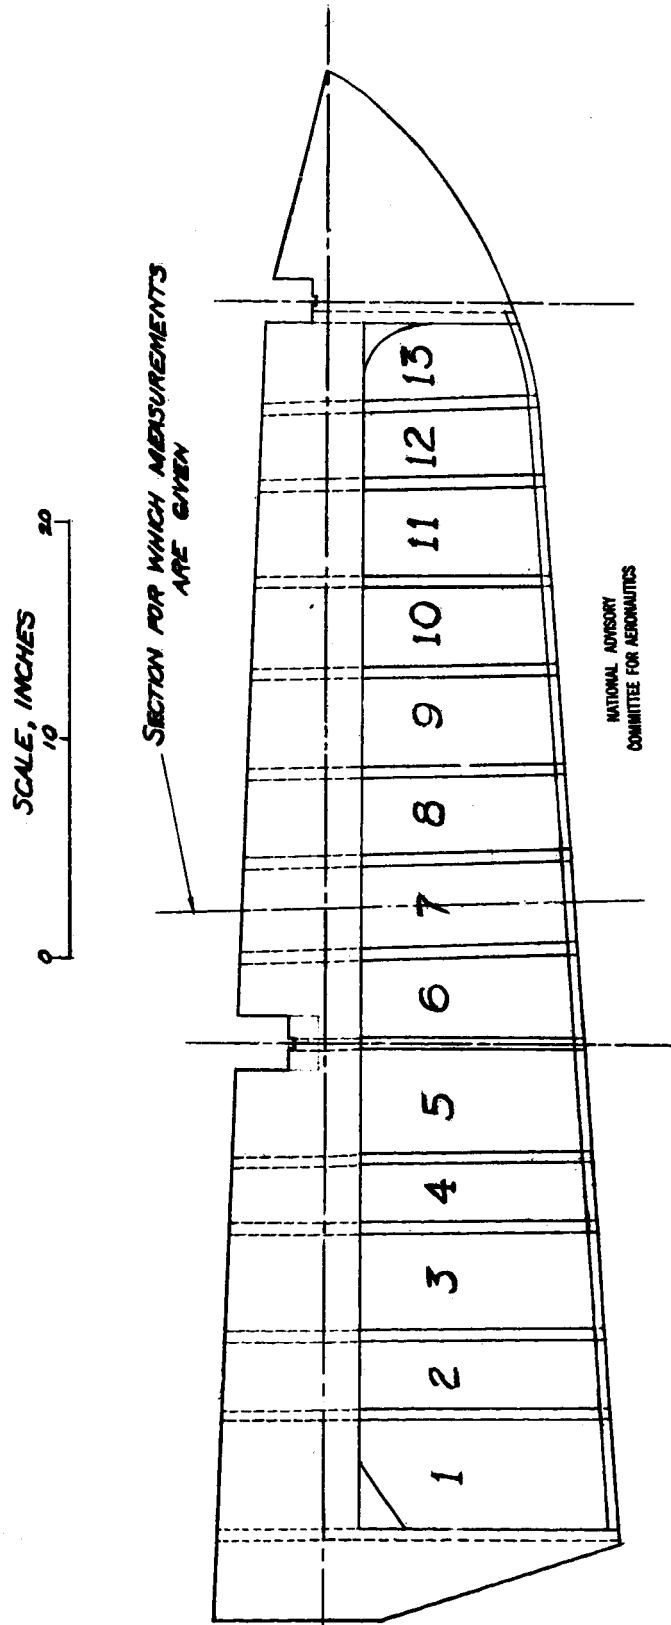 SCALE, INCHES
0 10 20
SECTION FOR WHICH MEASUREMENTS
ARE GIVEN
1 2 3 4 5 6 7 8 9 10 11 12 13
NATIONAL ADVISORY
COMMITTEE FOR AERONAUTICS